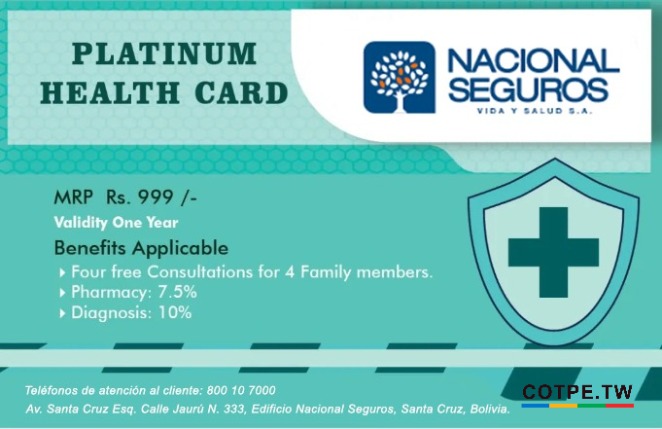 PLATINUM
HEALTH CARD
NACIONAL
SEGUROS
VIDA Y SALUD S.A.
MRP Rs. 999 /-
Validity One Year
Benefits Applicable
Four free Consultations for 4 Family members.
Pharmacy: 7.5%
Diagnosis: 10%
Teléfonos de atención al cliente: 800 10 7000
Av. Santa Cruz Esq. Calle Jaurú N. 333, Edificio Nacional Seguros, Santa Cruz, Bolivia.
COTPE.TW